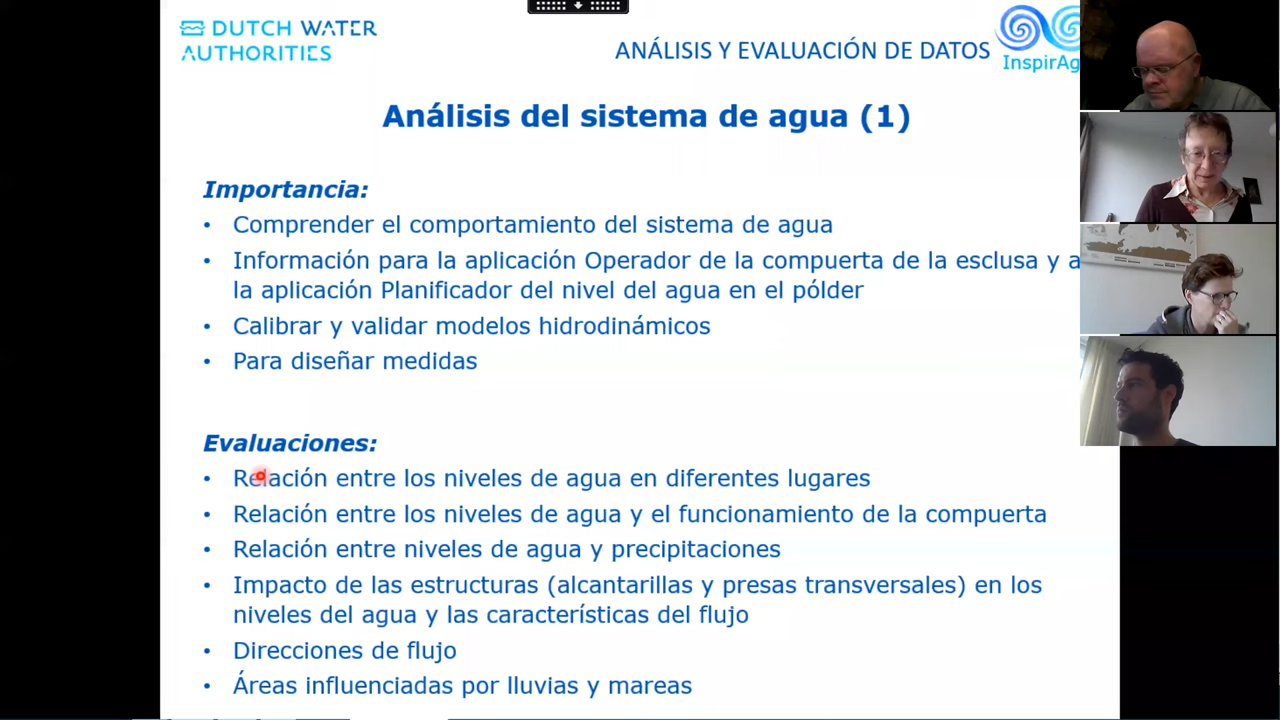 DUTCH WATER
AUTHORITIES
ANÁLISIS Y EVALUACIÓN DE DATOS
InspirAg
Análisis del sistema de agua (1)
Importancia:
• Comprender el comportamiento del sistema de agua
• Información para la aplicación Operador de la compuerta de la esclusa y a
la aplicación Planificador del nivel del agua en el pólder
• Calibrar y validar modelos hidrodinámicos
• Para diseñar medidas
Evaluaciones:
• Relación entre los niveles de agua en diferentes lugares
• Relación entre los niveles de agua y el funcionamiento de la compuerta
• Relación entre niveles de agua y precipitaciones
• Impacto de las estructuras (alcantarillas y presas transversales) en los
niveles del agua y las características del flujo
• Direcciones de flujo
• Áreas influenciadas por lluvias y mareas